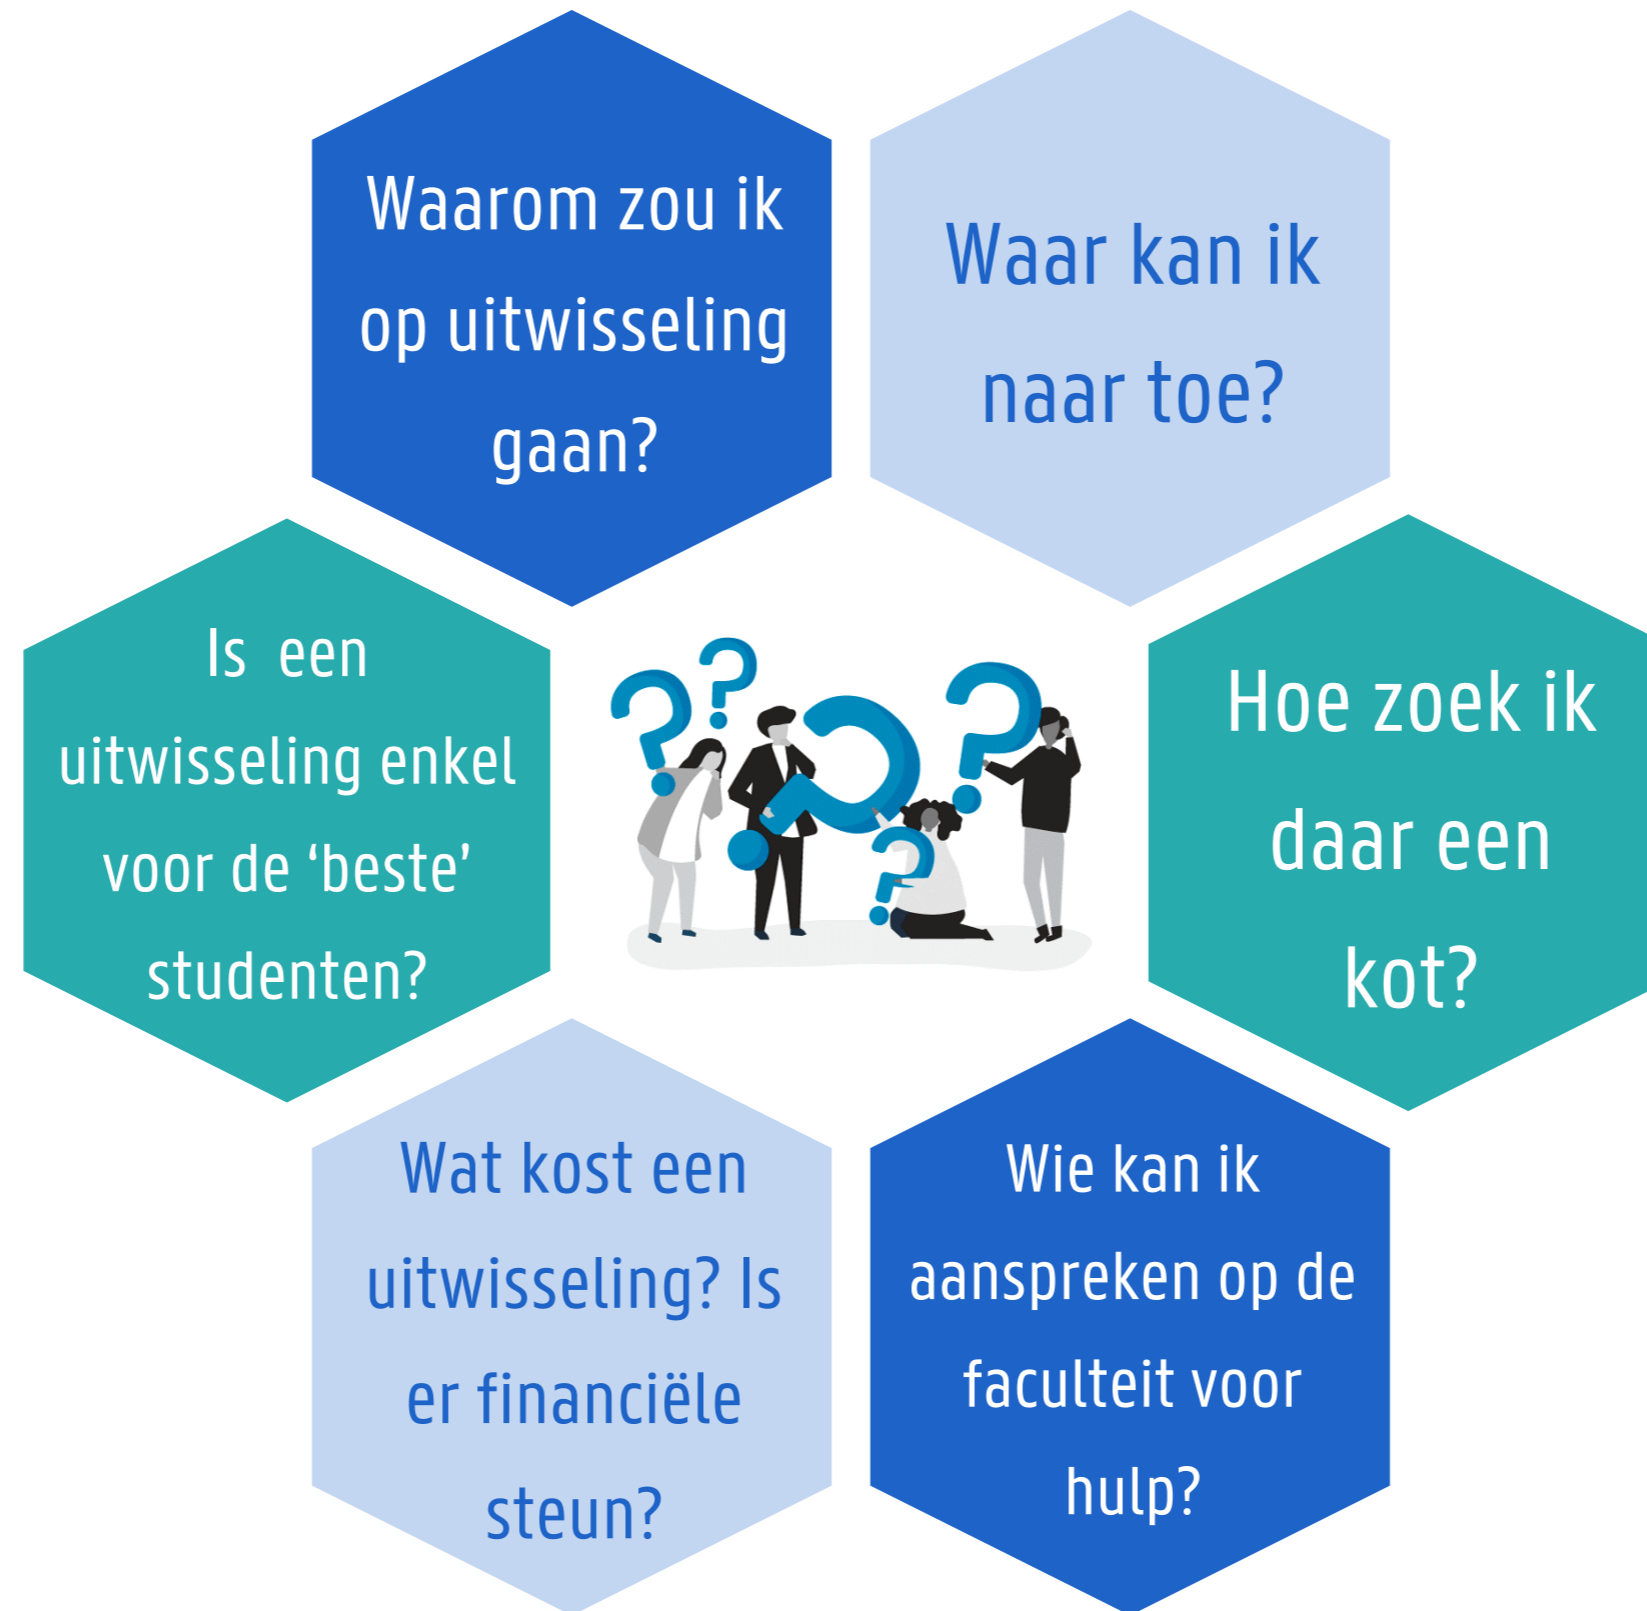 Waarom zou ik
op uitwisseling
gaan?
Waar kan ik
naar toe?
Is een
uitwisseling enkel
voor de ‘beste’
studenten?
Hoe zoek ik
daar een
kot?
Wat kost een
uitwisseling? Is
er financiële
steun?
Wie kan ik
aanspreken op de
faculteit voor
hulp?